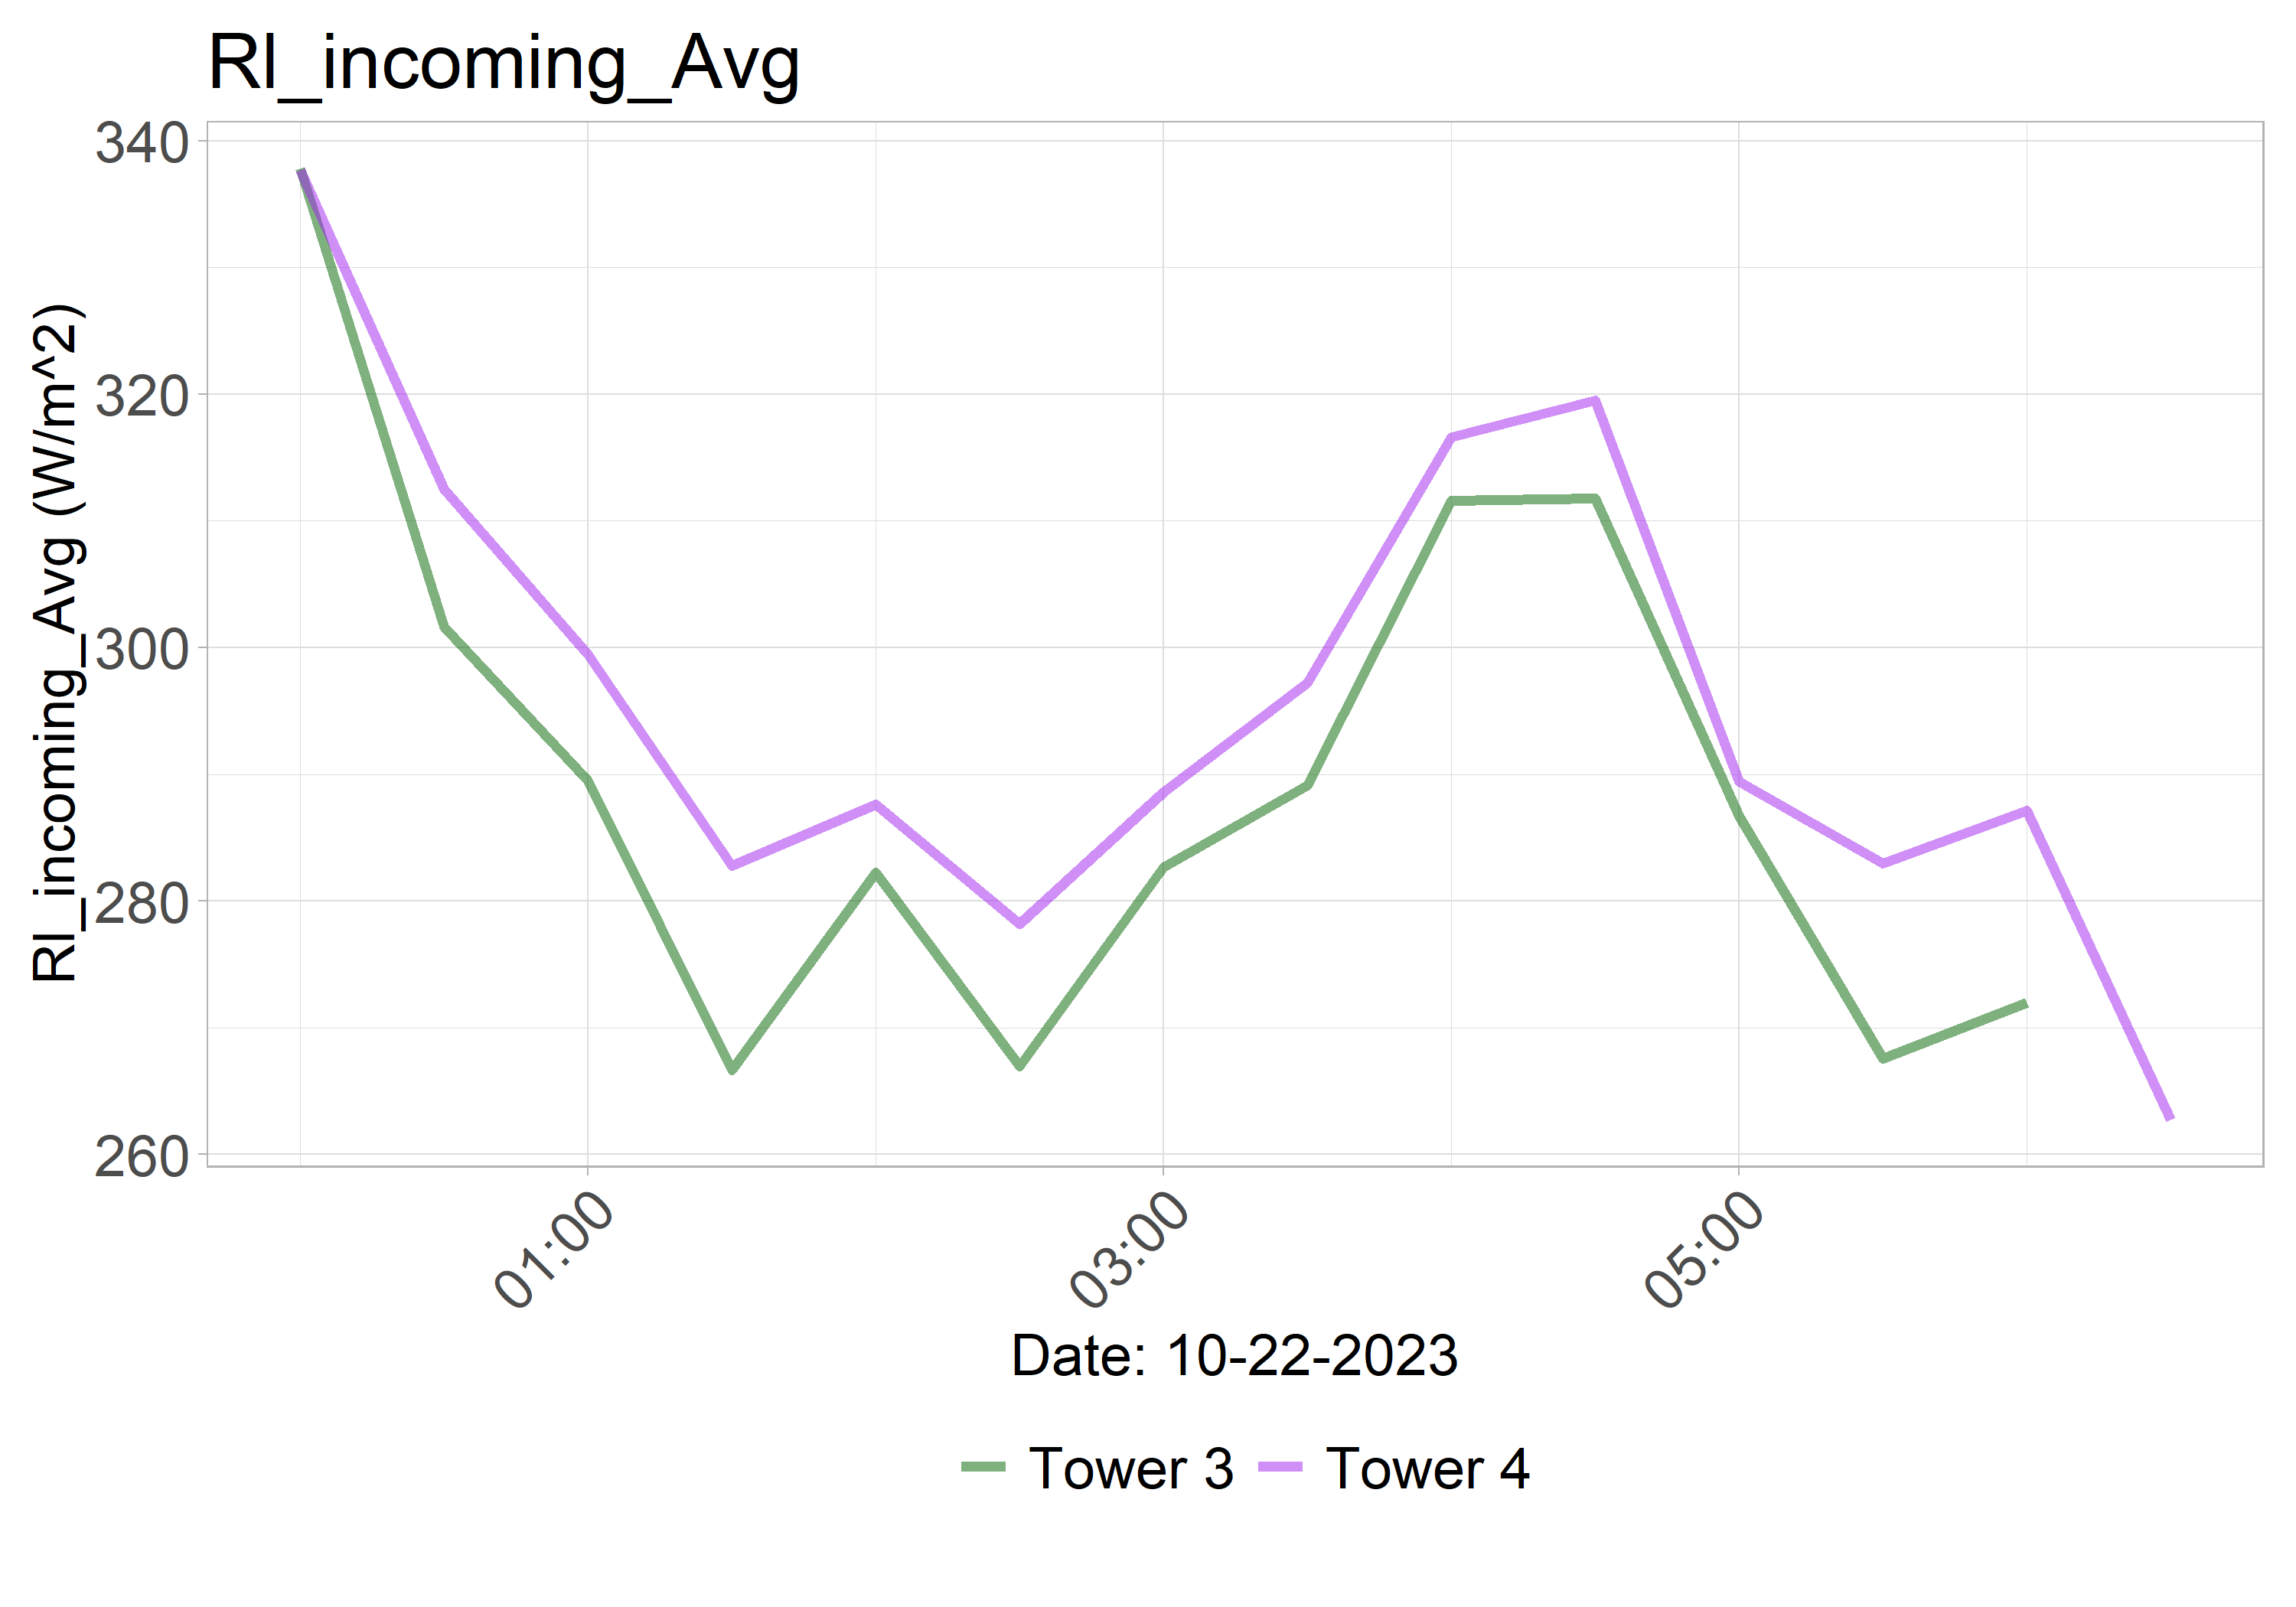 Rl_incoming_Avg
Rl_incoming_Avg (W/m^2)
340
320
300
280
260
01:00
03:00
05:00
Date: 10-22-2023
Tower 3
Tower 4